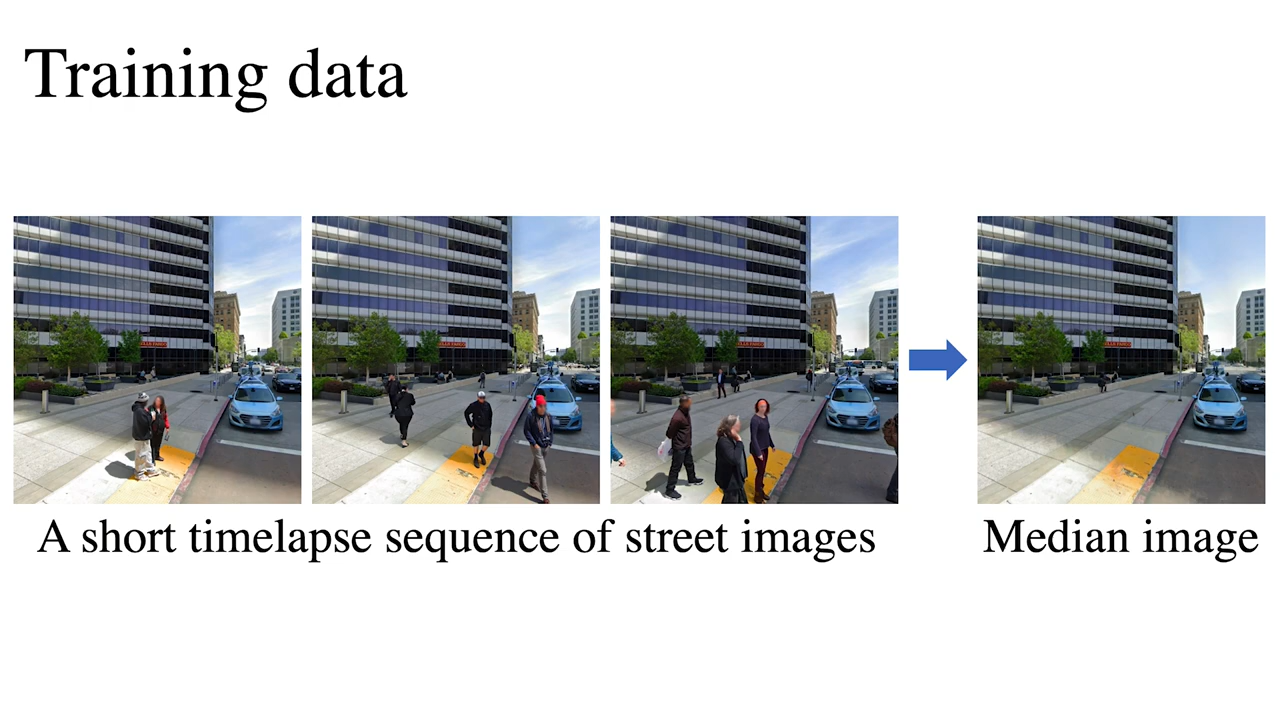 Training data
A short timelapse sequence of street images
Median image